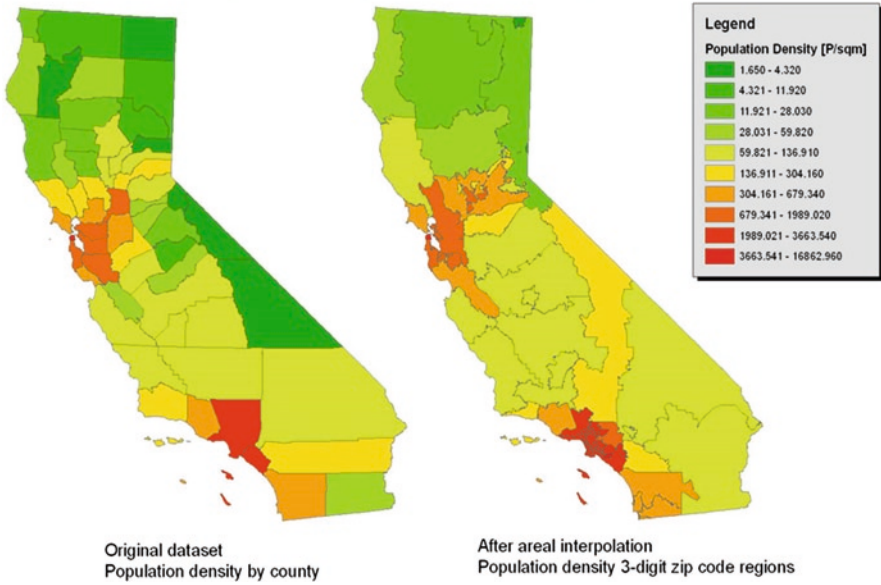 Legend
Population Density [P/sqm]
1.650 - 4.320
4.321 - 11.920
11.921 - 28.030
28.031 - 59.820
59.821 - 136.910
136.911 - 304.160
304.161 - 679.340
679.341 - 1989.020
1989.021 - 3663.540
3663.541 - 16862.960
Original dataset
Population density by county
After areal interpolation
Population density 3-digit zip code regions